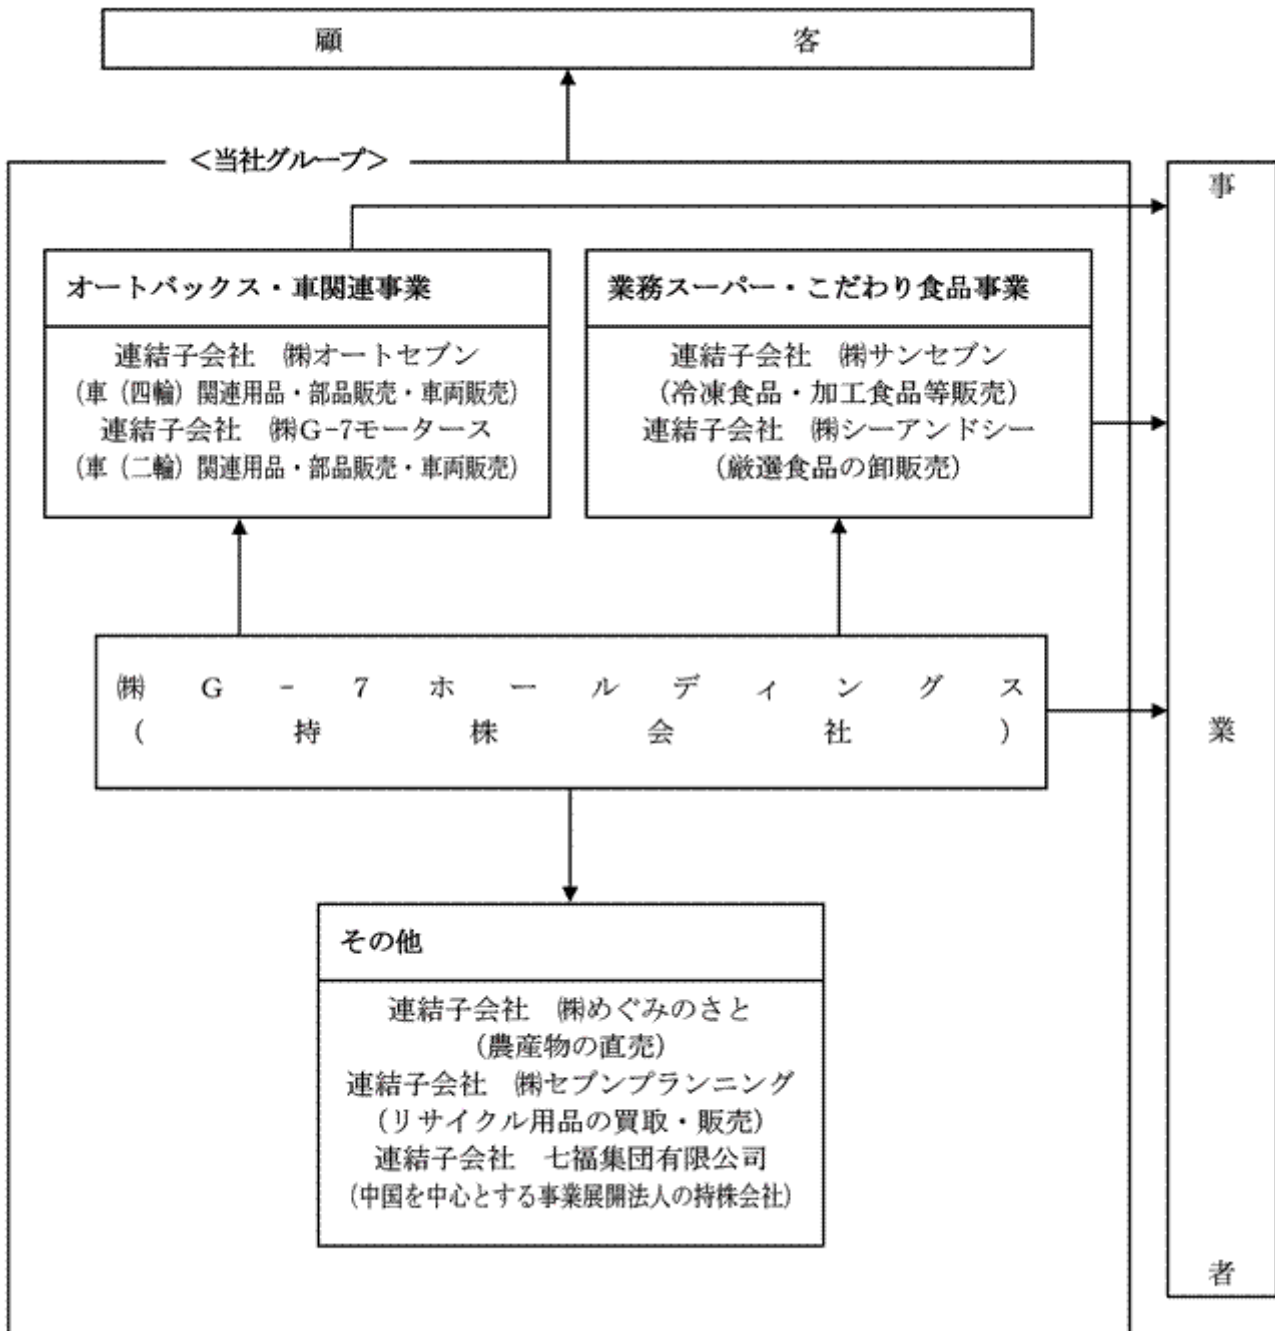 顧客
＜当社グループ＞
オートバックス・車関連事業
連結子会社　㈱オートセブン
（車（四輪）関連用品・部品販売・車両販売）
連結子会社　㈱G-7モータース
（車（二輪）関連用品・部品販売・車両販売）
業務スーパー・こだわり食品事業
連結子会社　㈱サンセブン
（冷凍食品・加工食品等販売）
連結子会社　㈱シーアンドシー
（厳選食品の卸販売）
㈱G-7ホールディングス
（持株会社）
その他
連結子会社　㈱めぐみのさと
（農産物の直売）
連結子会社　㈱セブンプランニング
（リサイクル用品の買取・販売）
連結子会社　七福集団有限公司
（中国を中心とする事業展開法人の持株会社）
事業者